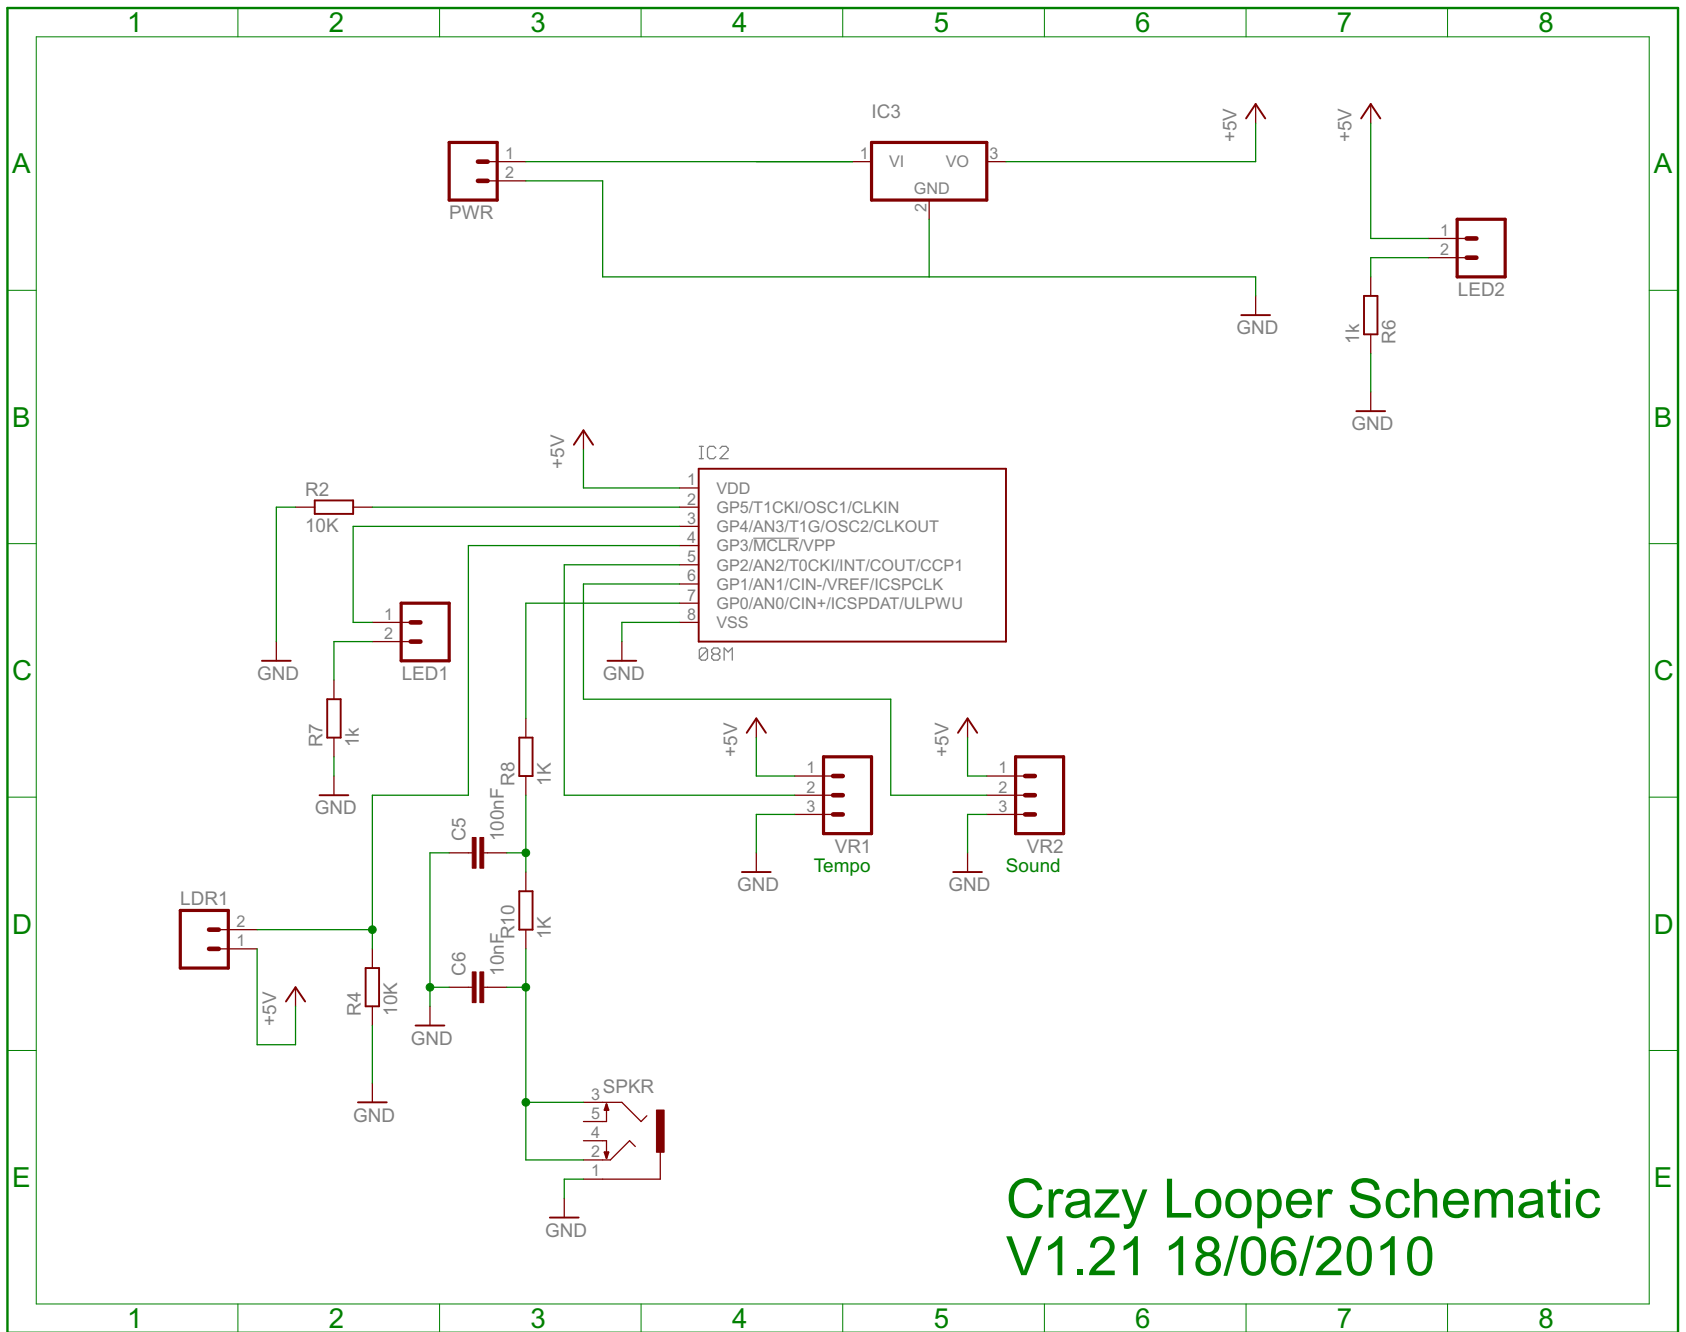 1 2 3 4 5 6 7 8
A A
IC3
+5V
+5V
1 VI VO 3
GND
2
1
2
PWR
1
2
LED2
GND
1k
R6
GND
B B
+5V
IC2
1 VDD
2 GP5/T1CKI/OSC1/CLKIN
3 GP4/AN3/T1G/OSC2/CLKOUT
4 GP3/MCLR/VPP
5 GP2/AN2/T0CKI/INT/COUT/CCP1
6 GP1/AN1/CIN-/VREF/ICSPCLK
7 GP0/AN0/CIN+/ICSPDAT/ULPWU
8 VSS
08M
R2
10K
GND
1
2
LED1
GND
C C
R7
1k
GND
R8
1K
+5V
1
2
3
VR1
Tempo
GND
+5V
1
2
3
VR2
Sound
GND
C5
100nF
D D
LDR1
2
1
+5V
R4
10K
GND
R10
1K
C6
10nF
GND
SPKR
3
5
4
2
1
GND
E E
Crazy Looper Schematic
V1.21 18/06/2010
1 2 3 4 5 6 7 8